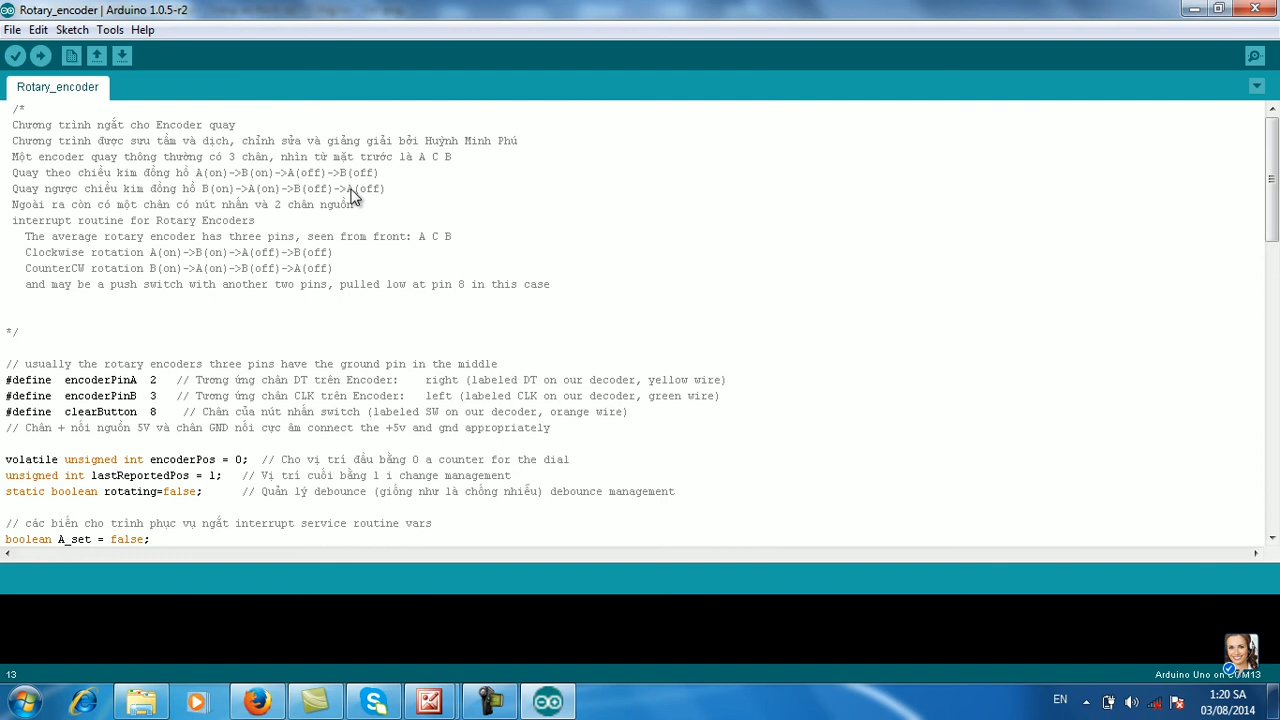 Rotary_encoder | Arduino 1.0.5-r2
File Edit Sketch Tools Help
Rotary_encoder
/*
Chương trình ngắt cho Encoder quay
Chương trình được sưu tầm và dịch, chỉnh sửa và giảng giải bởi Huỳnh Minh Phú
Một encoder quay thông thường có 3 chân, nhìn từ mặt trước là A C B
Quay theo chiều kim đồng hồ A(on)->B(on)->A(off)->B(off)
Quay ngược chiều kim đồng hồ B(on)->A(on)->B(off)->A(off)
Ngoài ra còn có một chân có nút nhấn và 2 chân nguồn
interrupt routine for Rotary Encoders
The average rotary encoder has three pins, seen from front: A C B
Clockwise rotation A(on)->B(on)->A(off)->B(off)
CounterCW rotation B(on)->A(on)->B(off)->A(off)
and may be a push switch with another two pins, pulled low at pin 8 in this case
*/
// usually the rotary encoders three pins have the ground pin in the middle
#define encoderPinA 2 // Tương ứng chân DT trên Encoder: right (labeled DT on our decoder, yellow wire)
#define encoderPinB 3 // Tương ứng chân CLK trên Encoder: left (labeled CLK on our decoder, green wire)
#define clearButton 8 // Chân của nút nhấn switch (labeled SW on our decoder, orange wire)
// Chân + nối nguồn 5V và chân GND nối cực âm connect the +5v and gnd appropriately
volatile unsigned int encoderPos = 0; // Cho vị trí đầu bằng 0 a counter for the dial
unsigned int lastReportedPos = 1; // Vị trí cuối bằng 1 i change management
static boolean rotating=false; // Quản lý debounce (giống như là chống nhiễu) debounce management
// các biến cho trình phục vụ ngắt interrupt service routine vars
boolean A_set = false;
13
Arduino Uno on COM13
EN
1:20 SA
03/08/2014